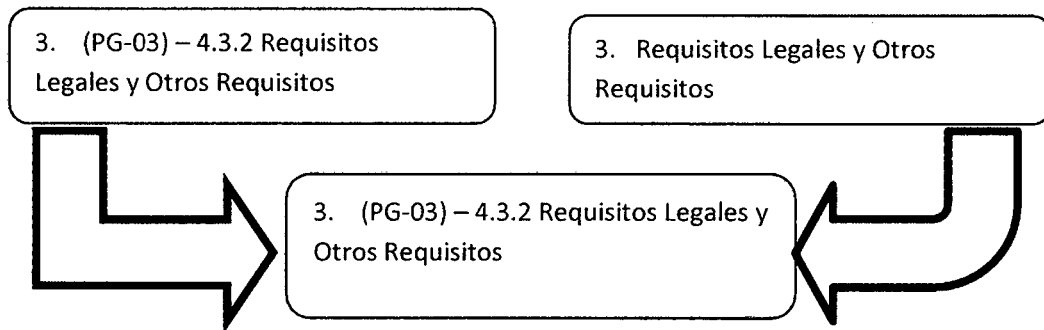 3. (PG-03) – 4.3.2 Requisitos
Legales y Otros Requisitos
3. Requisitos Legales y Otros
Requisitos
3. (PG-03) – 4.3.2 Requisitos Legales y
Otros Requisitos